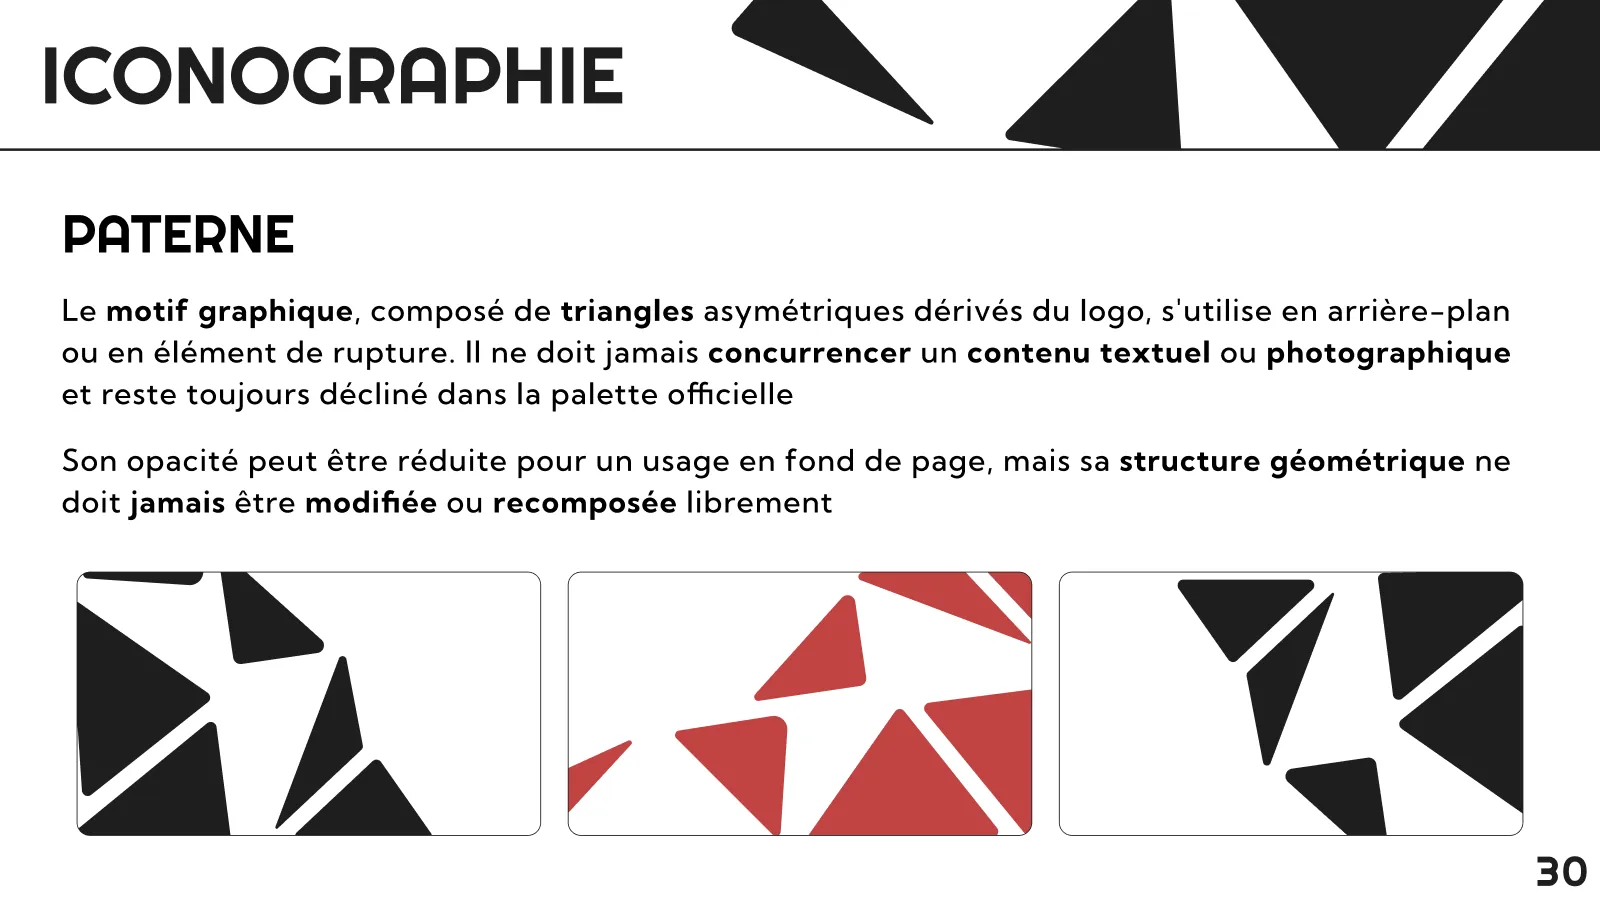 ICONOGRAPHIE
PATERNE
Le motif graphique, composé de triangles asymétriques dérivés du logo, s'utilise en arrière-plan
ou en élément de rupture. Il ne doit jamais concurrencer un contenu textuel ou photographique
et reste toujours décliné dans la palette officielle
Son opacité peut être réduite pour un usage en fond de page, mais sa structure géométrique ne
doit jamais être modifiée ou recomposée librement
30